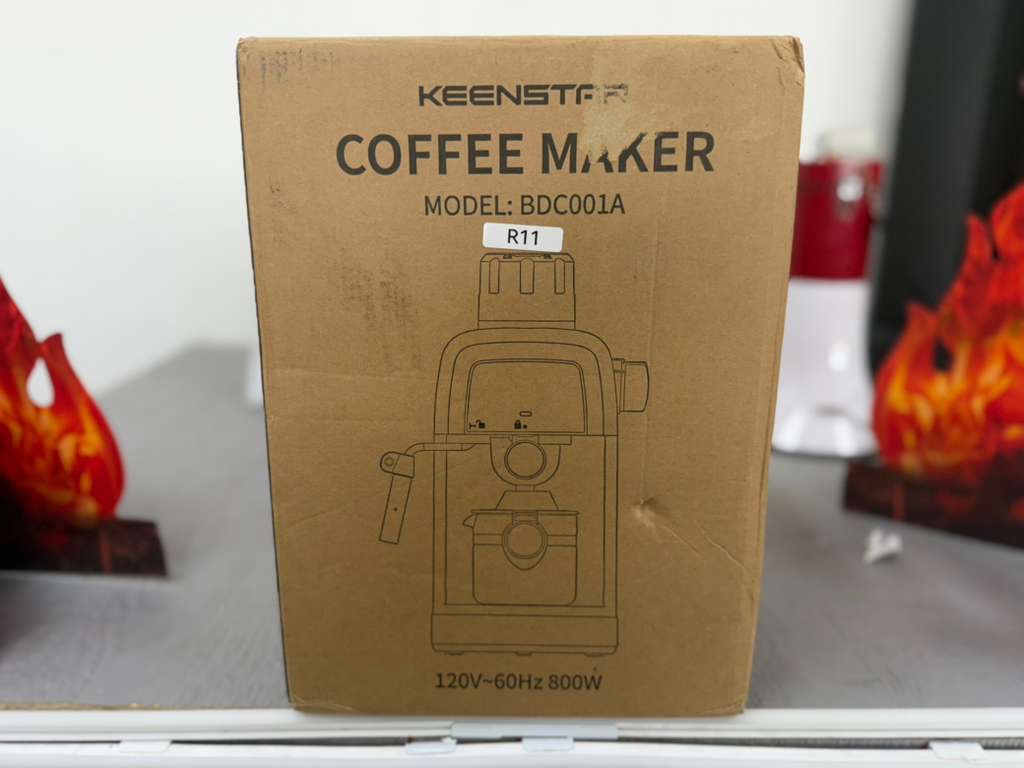 KEENSTAR
COFFEE MAKER
MODEL: BDC001A
R11
120V~60Hz 800W